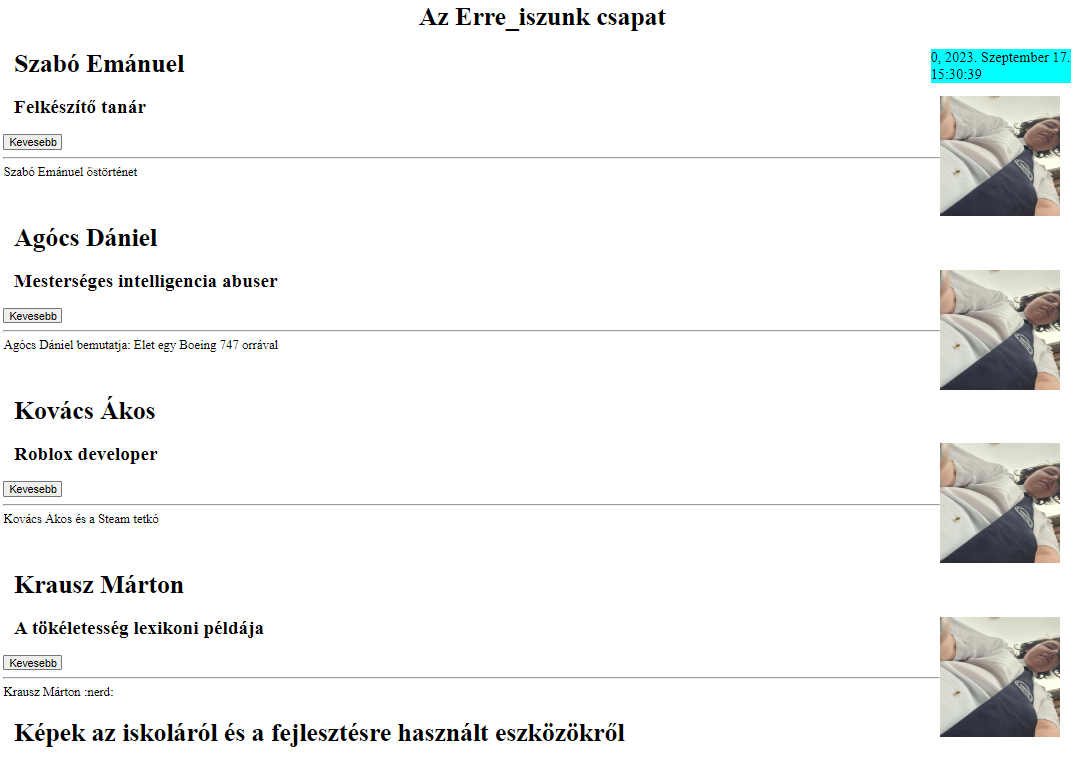 Az Erre_iszunk csapat
0, 2023. Szeptember 17.
15:30:39
Szabó Emánuel
Felkészítő tanár
Kevesebb
Szabó Emánuel őstörténet
Agócs Dániel
Mesterséges intelligencia abuser
Kevesebb
Agócs Dániel bemutatja: Élet egy Boeing 747 orrával
Kovács Ákos
Roblox developer
Kevesebb
Kovács Ákos és a Steam tetkó
Krausz Márton
A tökéletesség lexikoni példája
Kevesebb
Krausz Márton :nerd:
Képek az iskoláról és a fejlesztésre használt eszközökről